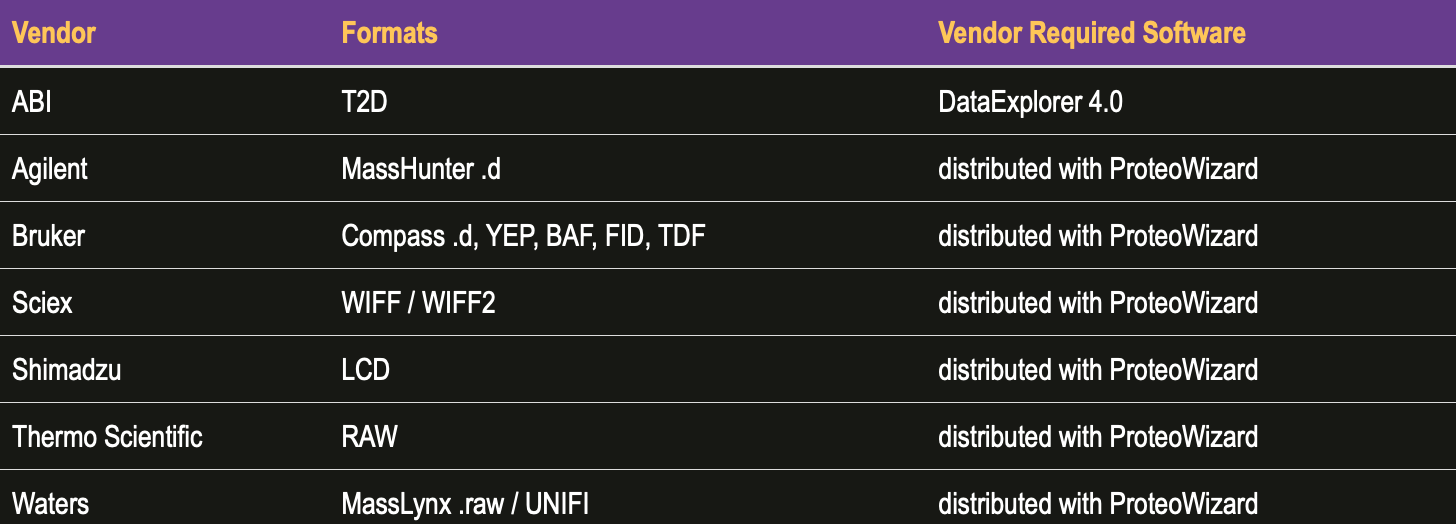 Vendor Formats Vendor Required Software
ABI T2D DataExplorer 4.0
Agilent MassHunter .d distributed with ProteoWizard
Bruker Compass .d, YEP, BAF, FID, TDF distributed with ProteoWizard
Sciex WIFF / WIFF2 distributed with ProteoWizard
Shimadzu LCD distributed with ProteoWizard
Thermo Scientific RAW distributed with ProteoWizard
Waters MassLynx .raw / UNIFI distributed with ProteoWizard